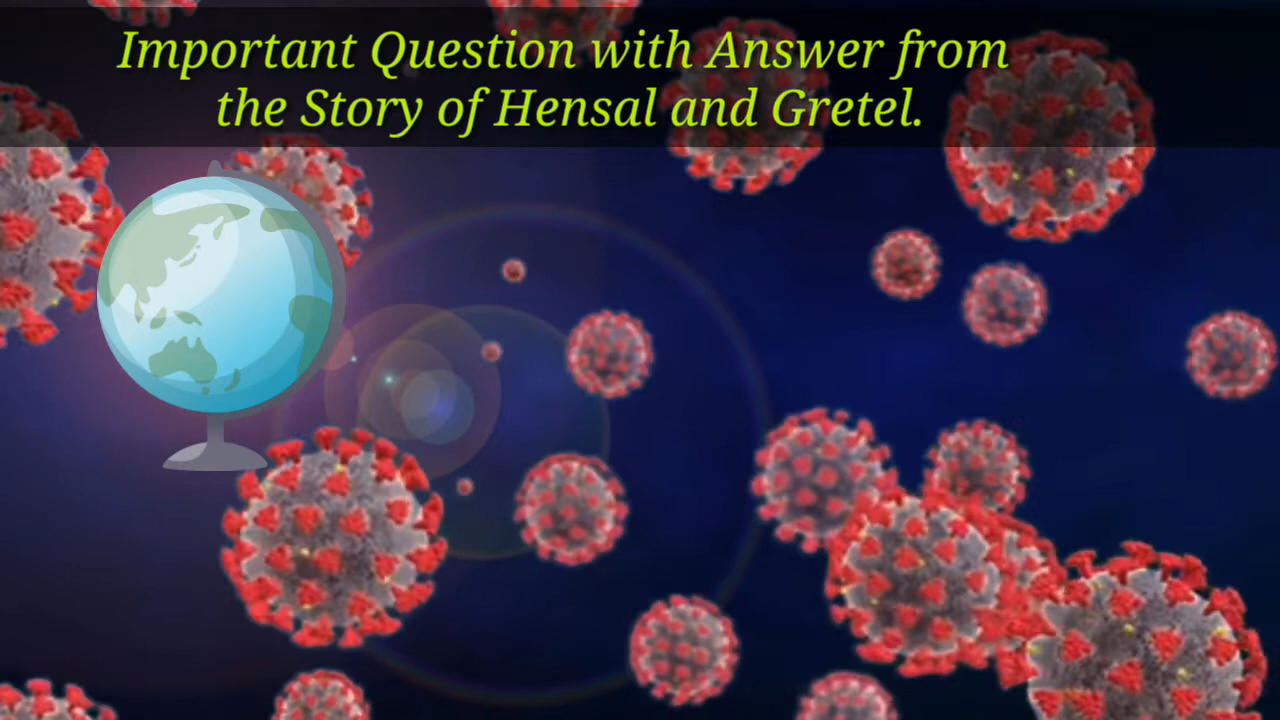 Important Question with Answer from
the Story of Hensal and Gretel.